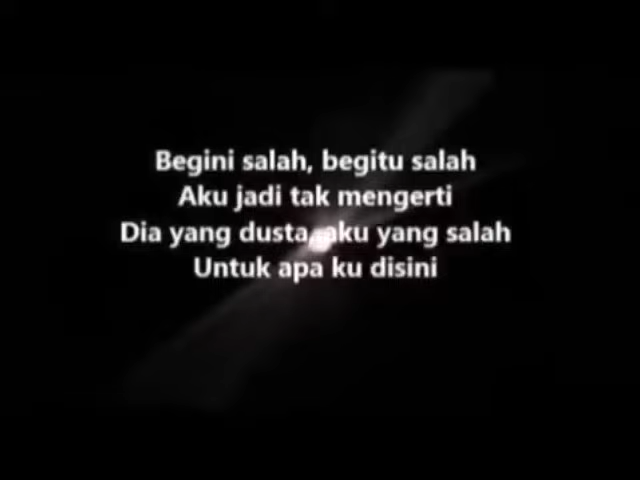 Begini salah, begitu salah
Aku jadi tak mengerti
Dia yang dusta, aku yang salah
Untuk apa ku disini